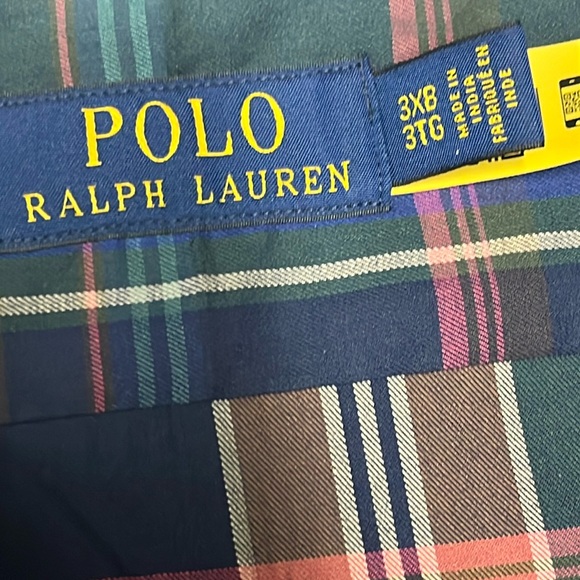 POLO
RALPH LAUREN
3XB
3TG
MADE IN
INDIA
FABRIQUÉ EN
INDE